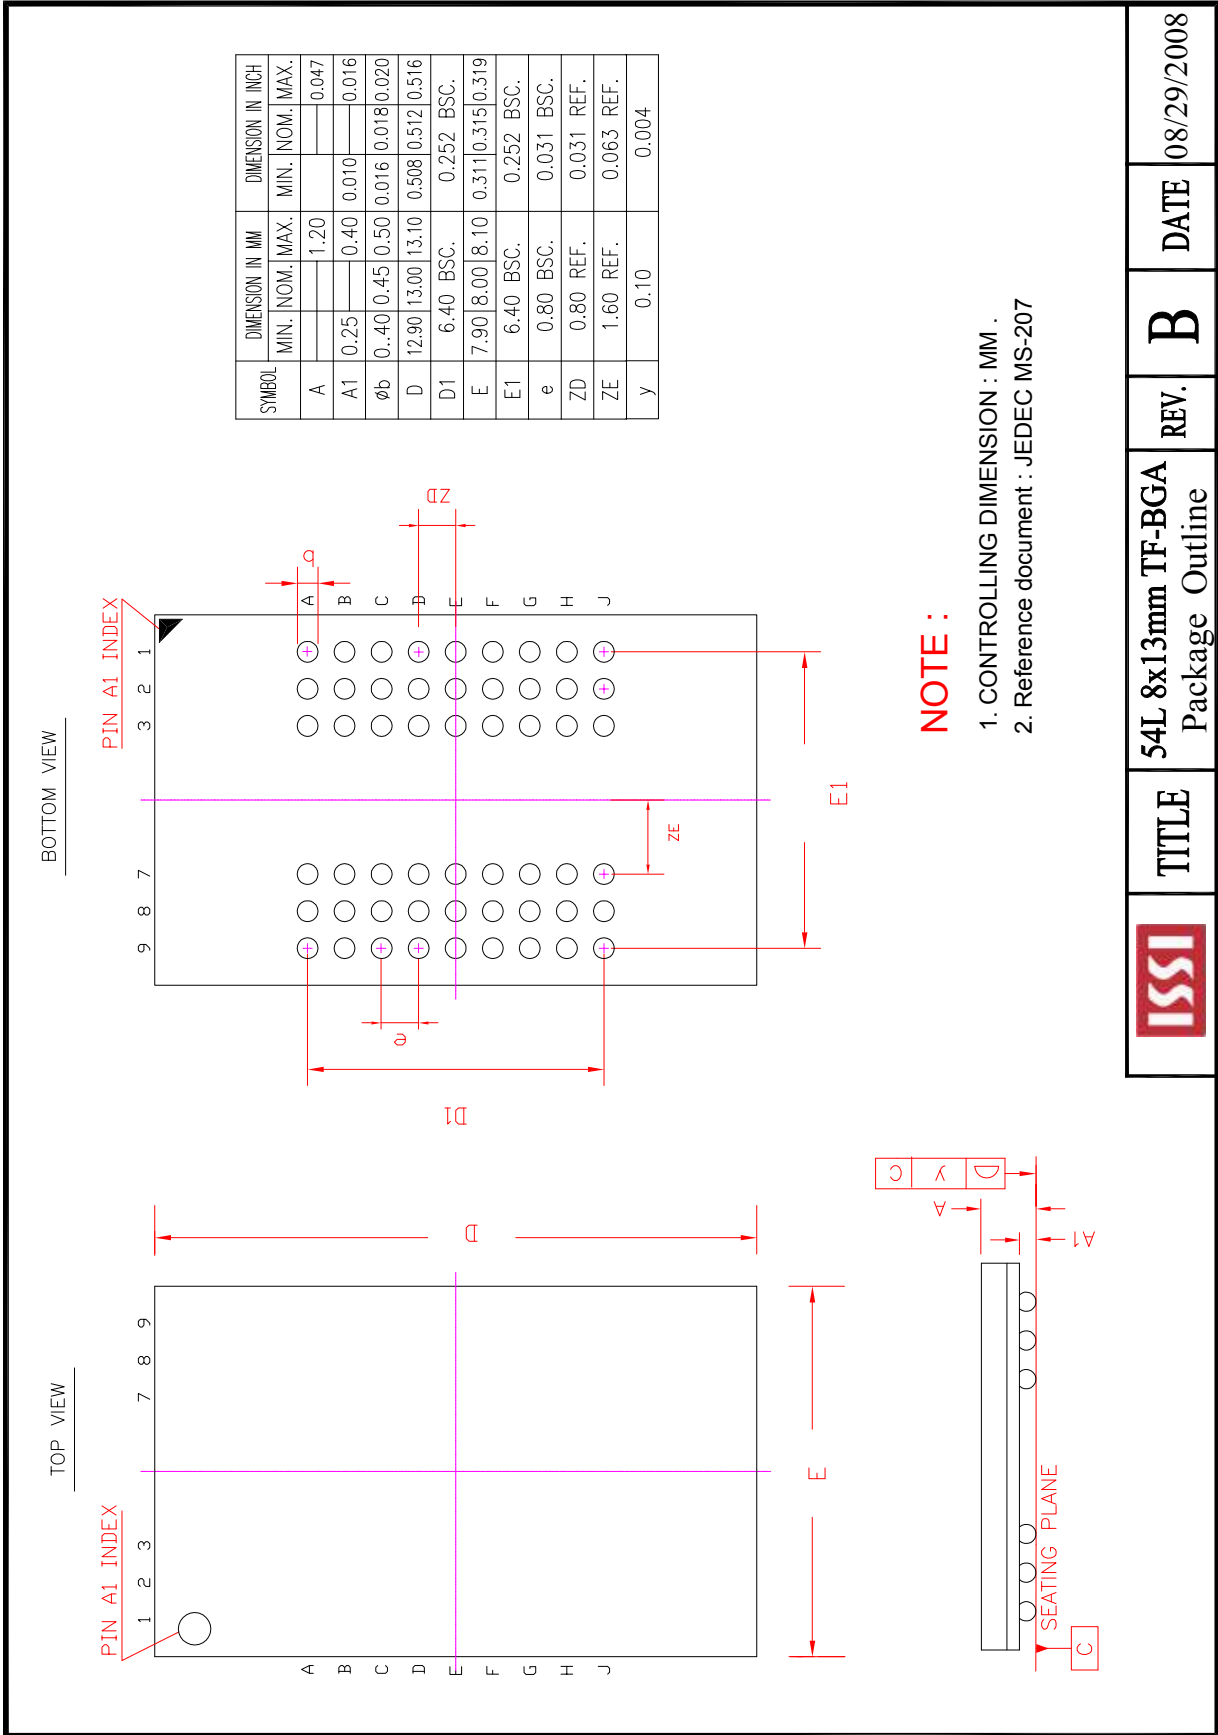 TOP VIEW
PIN A1 INDEX
1 2 3 7 8 9
A
B
C
D
E
F
G
H
J
D
E
BOTTOM VIEW
PIN A1 INDEX
9 8 7 3 2 1
A
B
C
D
E
F
G
H
J
b
ZD
e
D1
ZE
E1
SYMBOL DIMENSION IN MM DIMENSION IN INCH
MIN. NOM. MAX. MIN. NOM. MAX.
A 1.20 0.047
A1 0.25 0.40 0.010 0.016
øb 0..40 0.45 0.50 0.016 0.018 0.020
D 12.90 13.00 13.10 0.508 0.512 0.516
D1 6.40 BSC. 0.252 BSC.
E 7.90 8.00 8.10 0.311 0.315 0.319
E1 6.40 BSC. 0.252 BSC.
e 0.80 BSC. 0.031 BSC.
ZD 0.80 REF. 0.031 REF.
ZE 1.60 REF. 0.063 REF.
y 0.10 0.004
C y
A
A1
SEATING PLANE
C
NOTE :
1. CONTROLLING DIMENSION : MM .
2. Reference document : JEDEC MS-207
ISSI
TITLE
54L 8x13mm TF-BGA
Package Outline
REV.
B
DATE
08/29/2008